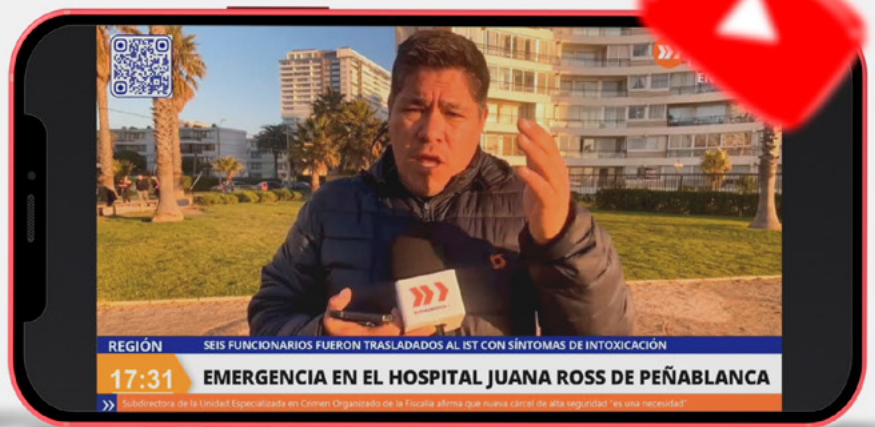 REGIÓN SEIS FUNCIONARIOS FUERON TRASLADADOS AL IST CON SÍNTOMAS DE INTOXICACIÓN
17:31 EMERGENCIA EN EL HOSPITAL JUANA ROSS DE PEÑABLANCA
Subdirectora de la Unidad Especializada en Crimen Organizado de la Fiscalía afirma que nueva cárcel de alta seguridad "es una necesidad"